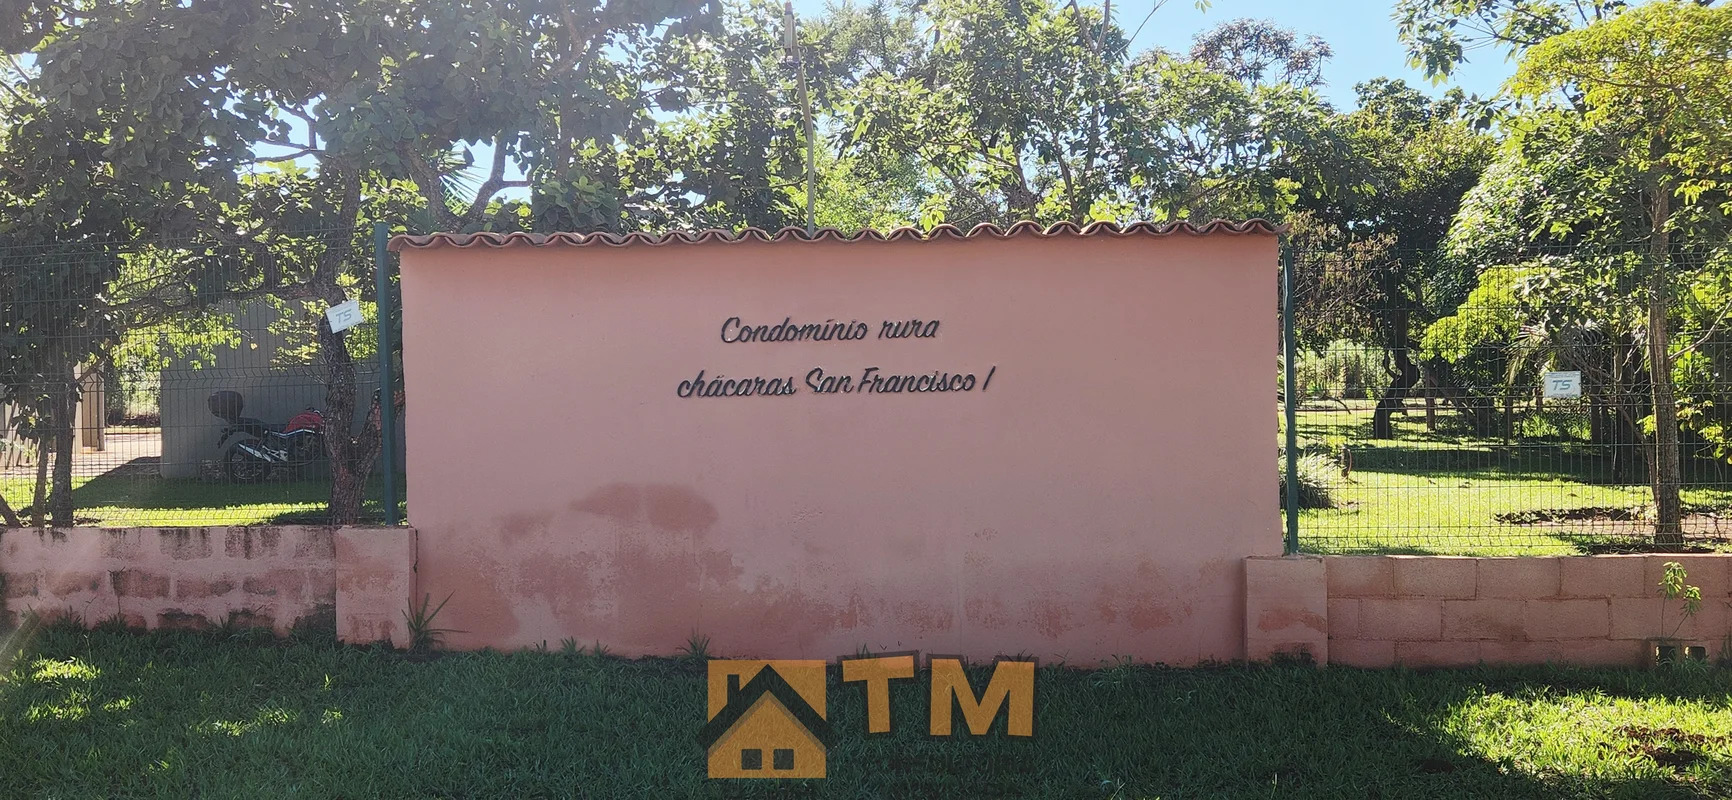 Condomínio rura
chácaras San Francisco I
TS
TS
TM